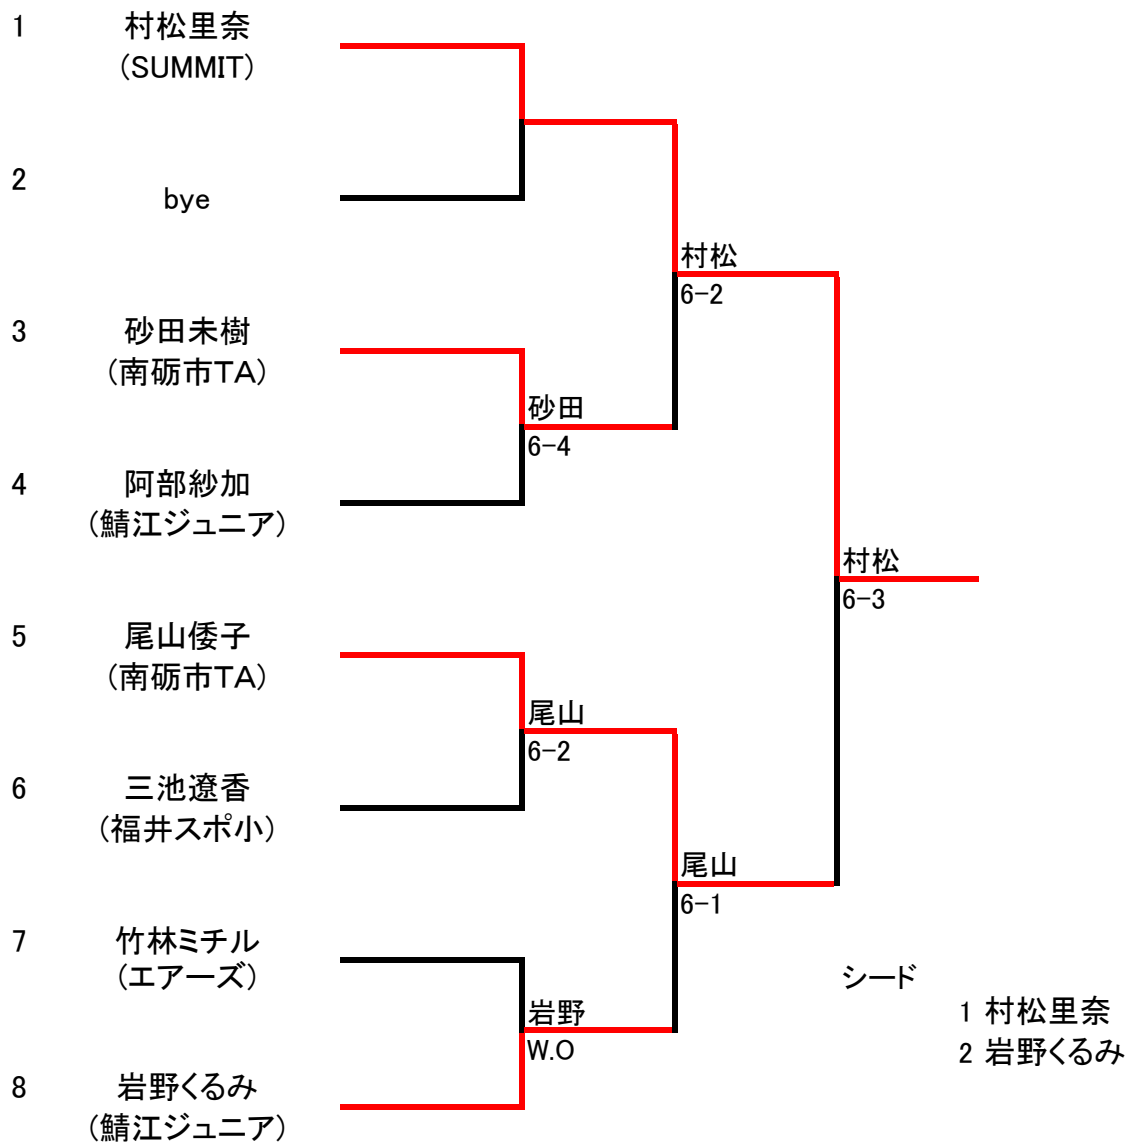 1
村松里奈
(SUMMIT)
2
bye
村松
6-2
3
砂田未樹
(南砺市TA)
砂田
6-4
4
阿部紗加
(鯖江ジュニア)
村松
6-3
5
尾山倭子
(南砺市TA)
尾山
6-2
6
三池遼香
(福井スポ小)
尾山
6-1
7
竹林ミチル
(エアーズ)
シード
岩野
1 村松里奈
W.O
2 岩野くるみ
8
岩野くるみ
(鯖江ジュニア)